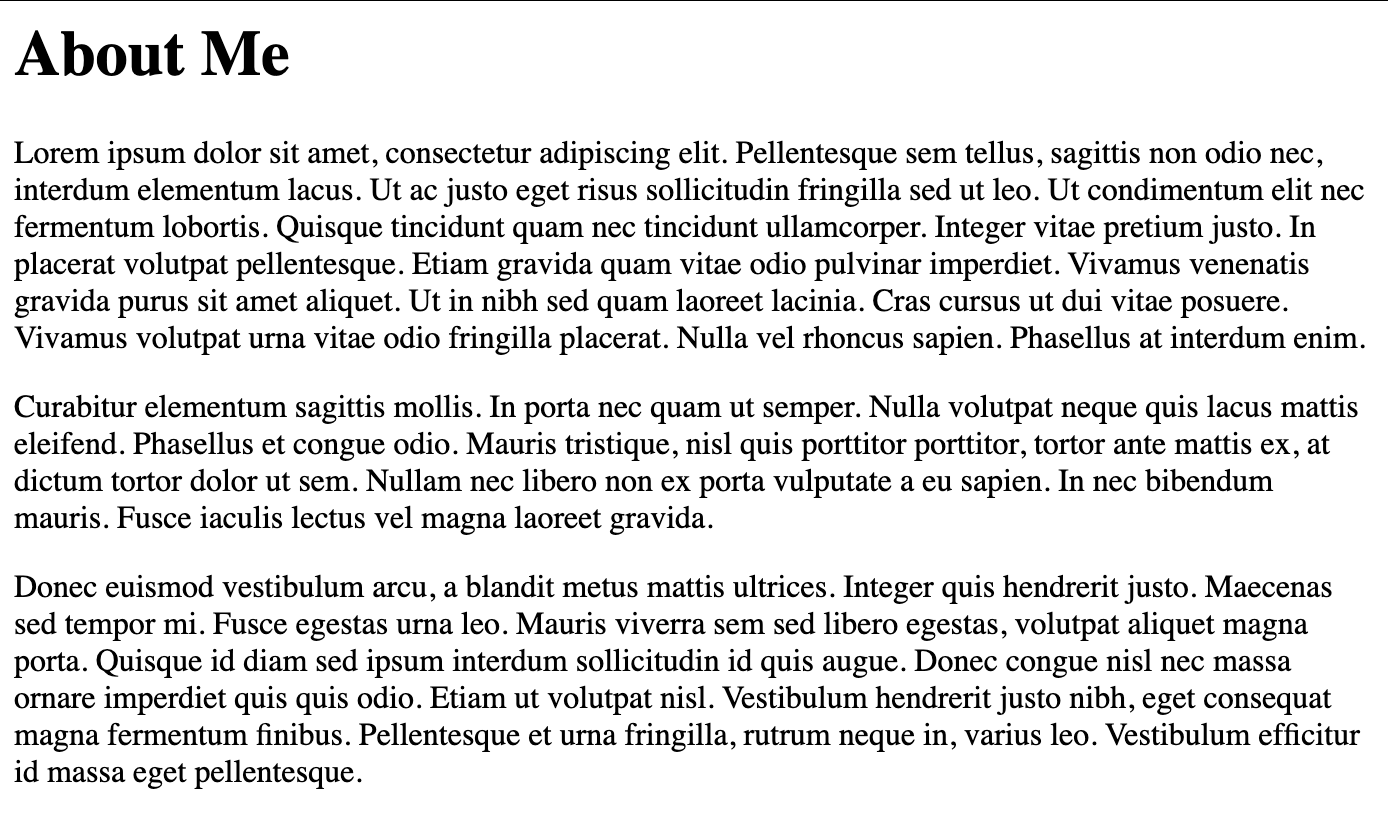 About Me
Lorem ipsum dolor sit amet, consectetur adipiscing elit. Pellentesque sem tellus, sagittis non odio nec,
interdum elementum lacus. Ut ac justo eget risus sollicitudin fringilla sed ut leo. Ut condimentum elit nec
fermentum lobortis. Quisque tincidunt quam nec tincidunt ullamcorper. Integer vitae pretium justo. In
placerat volutpat pellentesque. Etiam gravida quam vitae odio pulvinar imperdiet. Vivamus venenatis
gravida purus sit amet aliquet. Ut in nibh sed quam laoreet lacinia. Cras cursus ut dui vitae posuere.
Vivamus volutpat urna vitae odio fringilla placerat. Nulla vel rhoncus sapien. Phasellus at interdum enim.
Curabitur elementum sagittis mollis. In porta nec quam ut semper. Nulla volutpat neque quis lacus mattis
eleifend. Phasellus et congue odio. Mauris tristique, nisl quis porttitor porttitor, tortor ante mattis ex, at
dictum tortor dolor ut sem. Nullam nec libero non ex porta vulputate a eu sapien. In nec bibendum
mauris. Fusce iaculis lectus vel magna laoreet gravida.
Donec euismod vestibulum arcu, a blandit metus mattis ultrices. Integer quis hendrerit justo. Maecenas
sed tempor mi. Fusce egestas urna leo. Mauris viverra sem sed libero egestas, volutpat aliquet magna
porta. Quisque id diam sed ipsum interdum sollicitudin id quis augue. Donec congue nisl nec massa
ornare imperdiet quis quis odio. Etiam ut volutpat nisl. Vestibulum hendrerit justo nibh, eget consequat
magna fermentum finibus. Pellentesque et urna fringilla, rutrum neque in, varius leo. Vestibulum efficitur
id massa eget pellentesque.